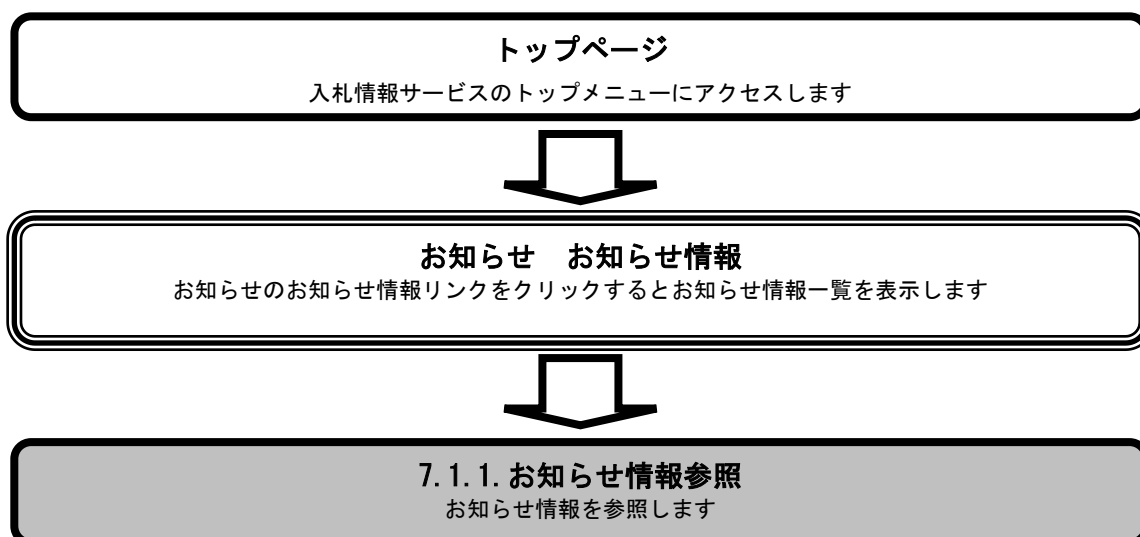 トップページ
入札情報サービスのトップメニューにアクセスします
お知らせ　お知らせ情報
お知らせのお知らせ情報リンクをクリックするとお知らせ情報一覧を表示します
7.1.1.お知らせ情報参照
お知らせ情報を参照します